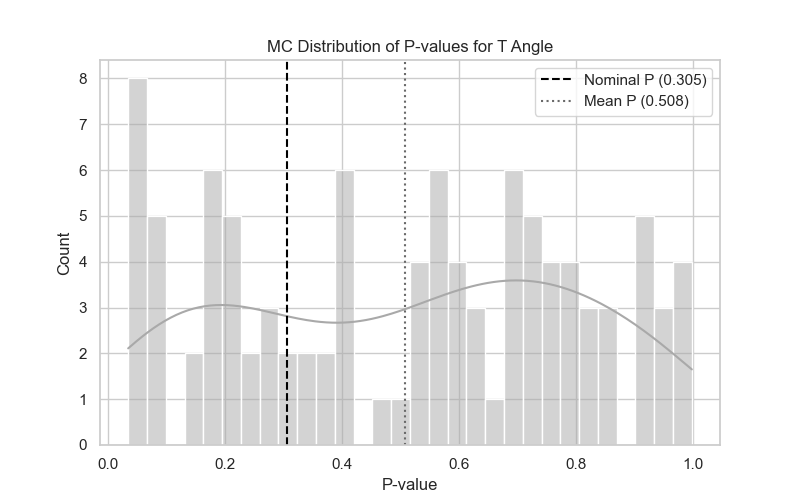 MC Distribution of P-values for T Angle
Nominal P (0.305)
Mean P (0.508)
8
7
6
5
4
3
2
1
0
Count
0.0 0.2 0.4 0.6 0.8 1.0
P-value